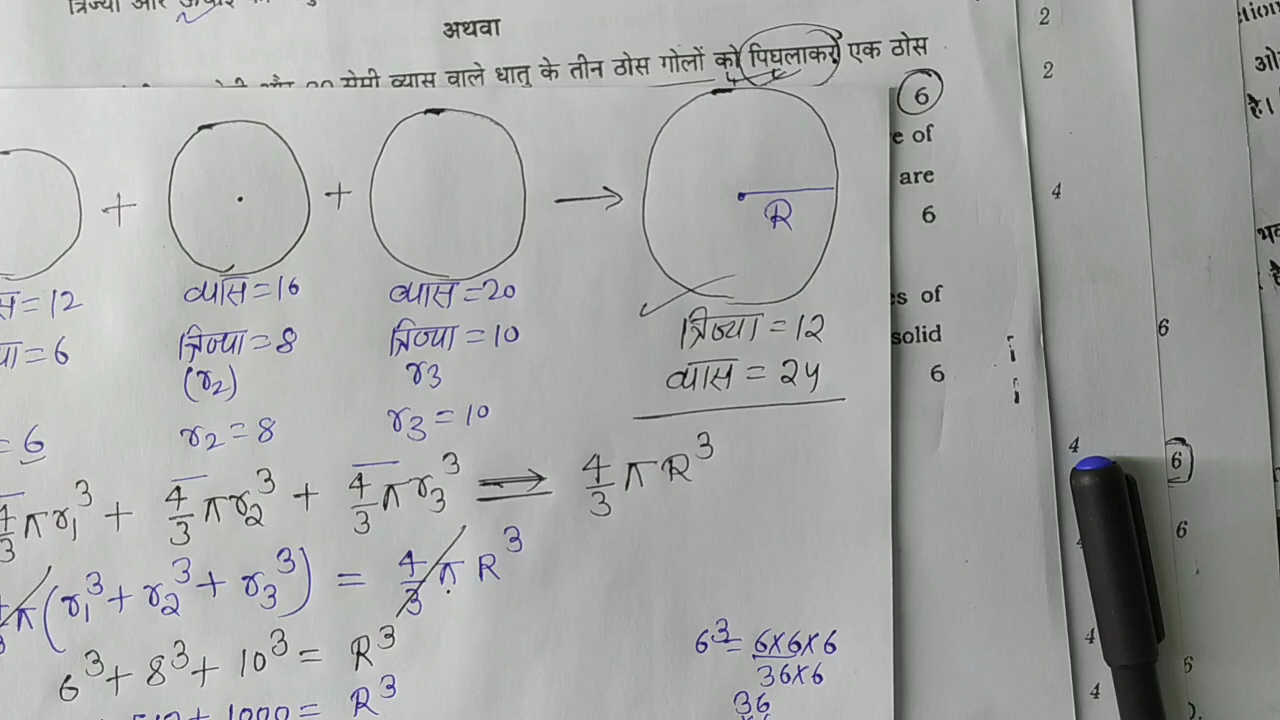 त्रिज्या और ऊँचाई
अथवा
व्यास वाले धातु के तीन ठोस गोलों को पिघलाकर एक ठोस
6
e of
are
6
s of
solid
6
+ + → R
= 12 व्यास = 16 व्यास = 20 त्रिज्या = 12
= 6 त्रिज्या = 8 त्रिज्या = 10 व्यास = 24
(r₂) r₃
= 6 r₂ = 8 r₃ = 10
4/3 π r₁³ + 4/3 π r₂³ + 4/3 π r₃³ ⟹ 4/3 π R³
π (r₁³ + r₂³ + r₃³) = 4/3 π R³
6³ + 8³ + 10³ = R³
+ 1000 = R³
6³ = 6×6×6
36×6
36
2
2
4
6
4
6
6
4
6
4
ction
ओ
है।